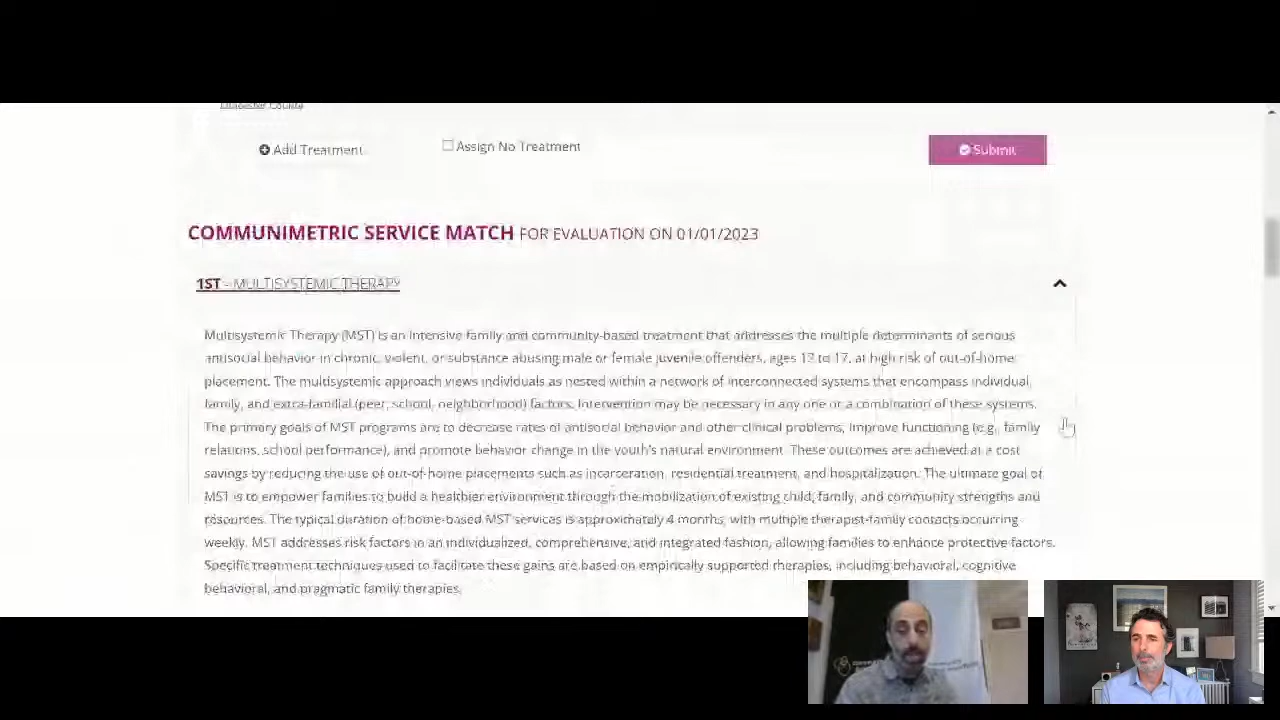 Add Treatment
Assign No Treatment
Submit
COMMUNIMETRIC SERVICE MATCH FOR EVALUATION ON 01/01/2023
1ST - MULTISYSTEMIC THERAPY
Multisystemic Therapy (MST) is an intensive family and community-based treatment that addresses the multiple determinants of serious
antisocial behavior in chronic, violent, or substance abusing male or female juvenile offenders, ages 12 to 17, at high risk of out-of-home
placement. The multisystemic approach views individuals as nested within a network of interconnected systems that encompass individual,
family, and extra-familial (peer, school, neighborhood) factors. Intervention may be necessary in any one or a combination of these systems.
The primary goals of MST programs are to decrease rates of antisocial behavior and other clinical problems, improve functioning (e.g., family
relations, school performance), and promote behavior change in the youth's natural environment. These outcomes are achieved at a cost
savings by reducing the use of out-of-home placements such as incarceration, residential treatment, and hospitalization. The ultimate goal of
MST is to empower families to build a healthier environment through the mobilization of existing child, family, and community strengths and
resources. The typical duration of home-based MST services is approximately 4 months, with multiple therapist-family contacts occurring
weekly. MST addresses risk factors in an individualized, comprehensive, and integrated fashion, allowing families to enhance protective factors.
Specific treatment techniques used to facilitate these gains are based on empirically supported therapies, including behavioral, cognitive
behavioral, and pragmatic family therapies.